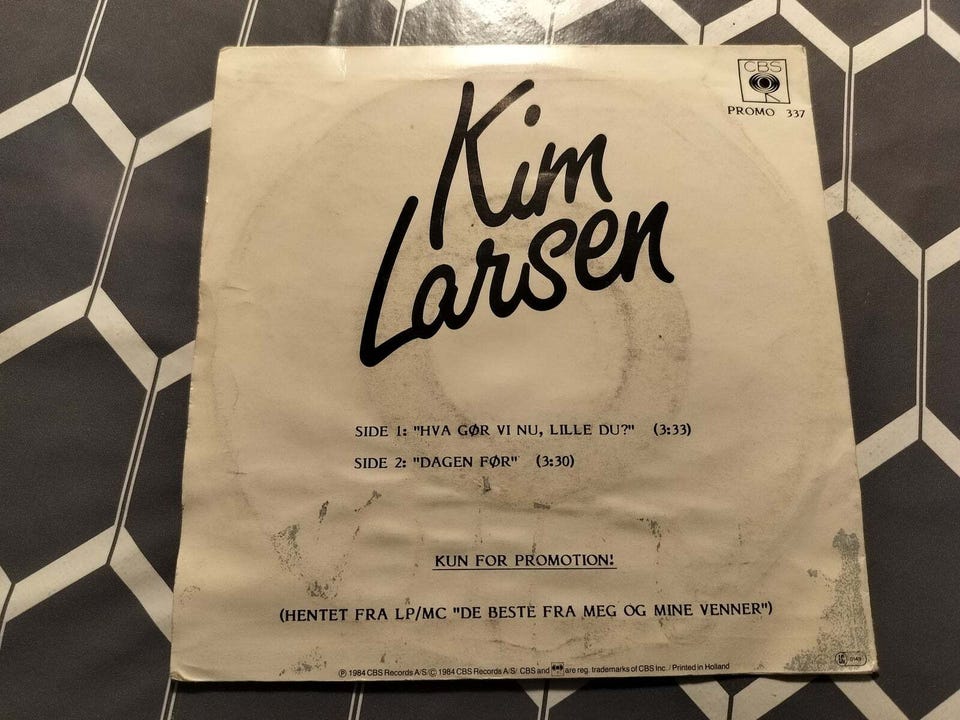 CBS
PROMO 337
Kim
Larsen
SIDE 1: "HVA GØR VI NU, LILLE DU?" (3:33)
SIDE 2: "DAGEN FØR" (3:30)
KUN FOR PROMOTION!
(HENTET FRA LP/MC "DE BESTE FRA MEG OG MINE VENNER")
Ⓟ 1984 CBS Records A/S/ © 1984 CBS Records A/S/ CBS and are reg. trademarks of CBS Inc. / Printed in Holland